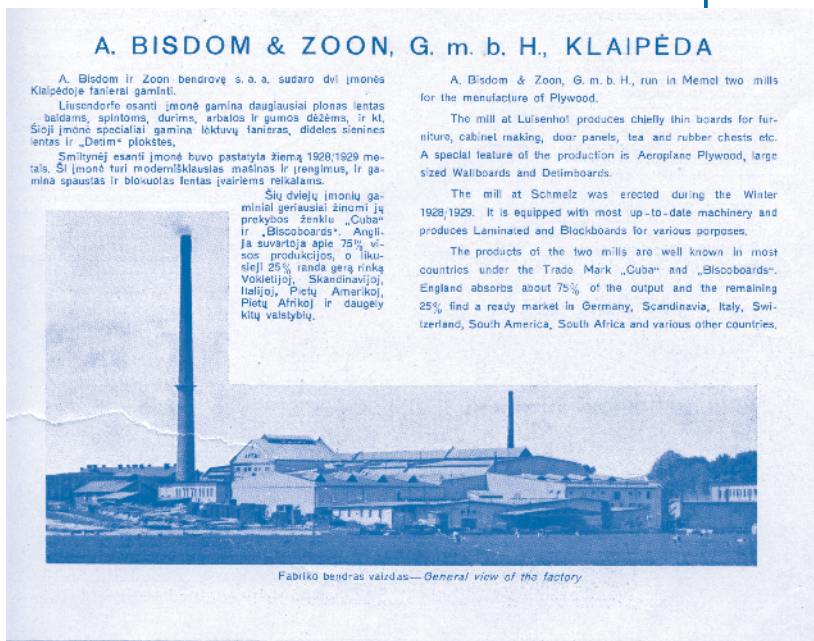 A. BISDOM & ZOON, G. m. b. H., KLAIPĖDA
A. Bisdom ir Zoon bendrovė s. a. a. sudaro dvi įmonės
Klaipėdoje fanierai gaminti.
Liusendorfe esanti įmonė gamina daugiausiai plonas lentas
baldams, spintoms, durims, arbatos ir gumos dėžėms, ir kt.
Šioji įmonė specialiai gamina lėktuvų fanieras, dideles sienines
lentas ir „Detim“ plokštes.
Smiltynėj esanti įmonė buvo pastatyta žiemą 1928/1929 me-
tais. Ši įmonė turi moderniškiausias mašinas ir įrengimus, ir ga-
mina spaustas ir blokuotas lentas įvairiems reikalams.
Šių dviejų įmonių ga-
miniai geriausiai žinomi jų
prekybos ženklu „Cuba“
ir „Biscoboards“. Angli-
ja suvartoja apie 75% vi-
sos produkcijos, o liku-
sieji 25% randa gerą rinką
Vokietijoj, Skandinavijoj,
Italijoj, Pietų Amerikoj,
Pietų Afrikoj ir daugely
kitų valstybių.
A. Bisdom & Zoon, G. m. b. H., run in Memel two mills
for the menufacture of Plywood.
The mill at Luisenhof produces chiefly thin boards for fur-
niture, cabinet making, door panels, tea and rubber chests etc.
A special feature of the production is Aeroplane Plywood, large
sized Wallboards and Detimboards.
The mill at Schmelz was erected during the Winter
1928/1929. It is equipped with most up-to-date machinery and
produces Laminated and Blockboards for various porposes.
The products of the two mills are well known in most
countries under the Trade Mark „Cuba“ and „Biscoboards“.
England absorbs about 75% of the output and the remaining
25% find a ready market in Germany, Scandinavia, Italy, Swi-
tzerland, South America, South Africa and various other countries.
Fabriko bendras vaizdas—General view of the factory